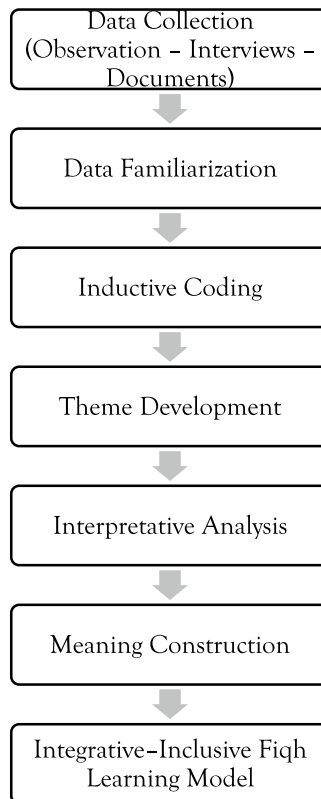 Data Collection
(Observation – Interviews –
Documents)
Data Familiarization
Inductive Coding
Theme Development
Interpretative Analysis
Meaning Construction
Integrative–Inclusive Fiqh
Learning Model